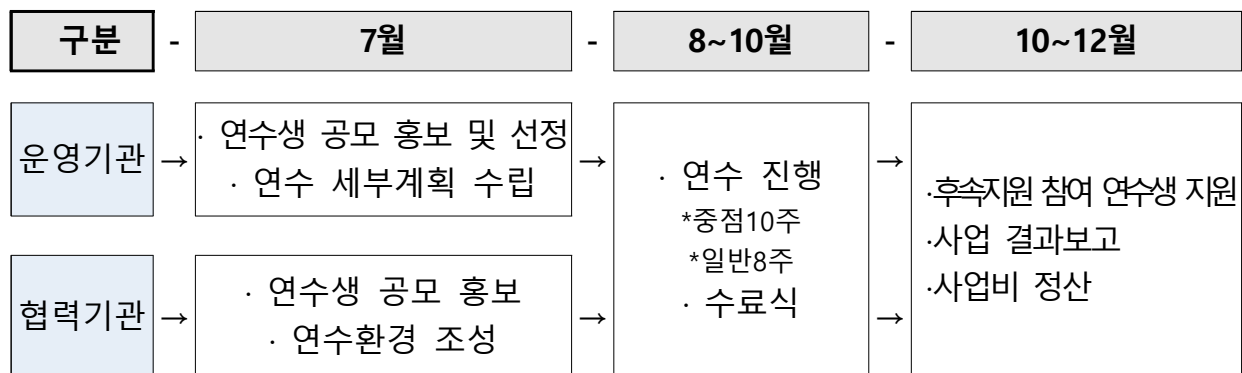 구분 - 7월 - 8~10월 - 10~12월
운영기관 →
· 연수생 공모 홍보 및 선정
· 연수 세부계획 수립
→
협력기관 →
· 연수생 공모 홍보
· 연수환경 조성
→
· 연수 진행
*중점10주
*일반8주
· 수료식
→
→
·후속지원 참여 연수생 지원
·사업 결과보고
·사업비 정산